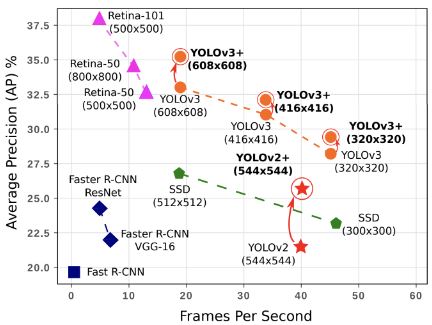 Average Precision (AP) %
37.5
35.0
32.5
30.0
27.5
25.0
22.5
20.0
Retina-101
(500x500)
Retina-50
(800x800)
Retina-50
(500x500)
YOLOv3+
(608x608)
YOLOv3
(608x608)
YOLOv3+
(416x416)
YOLOv3
(416x416)
YOLOv3+
(320x320)
YOLOv3
(320x320)
YOLOv2+
(544x544)
Faster R-CNN
ResNet
SSD
(512x512)
SSD
(300x300)
Faster R-CNN
VGG-16
YOLOv2
(544x544)
Fast R-CNN
0
10
20
30
40
50
60
Frames Per Second